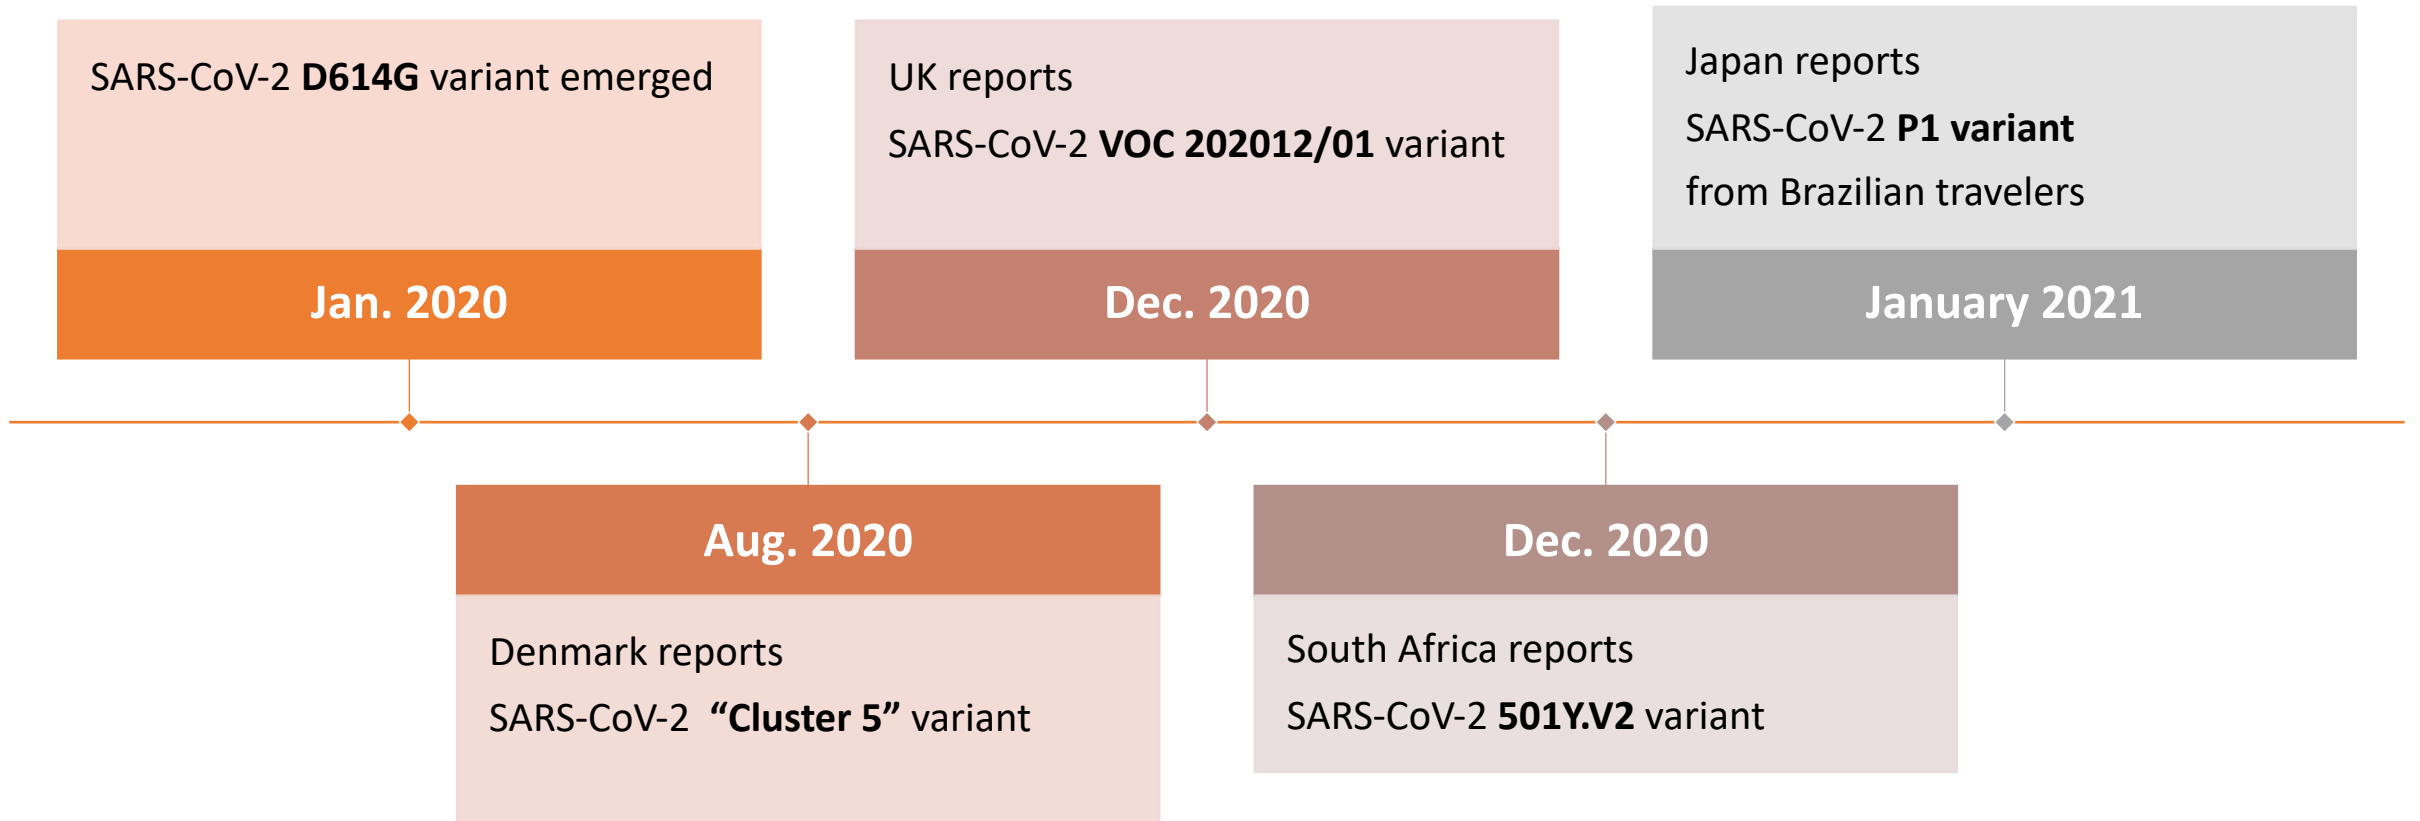 SARS-CoV-2 D614G variant emerged
Jan. 2020
Denmark reports
SARS-CoV-2  “Cluster 5” variant
Aug. 2020
UK reports
SARS-CoV-2 VOC 202012/01 variant
Dec. 2020
South Africa reports
SARS-CoV-2 501Y.V2 variant
Dec. 2020
Japan reports
SARS-CoV-2 P1 variant
from Brazilian travelers
January 2021